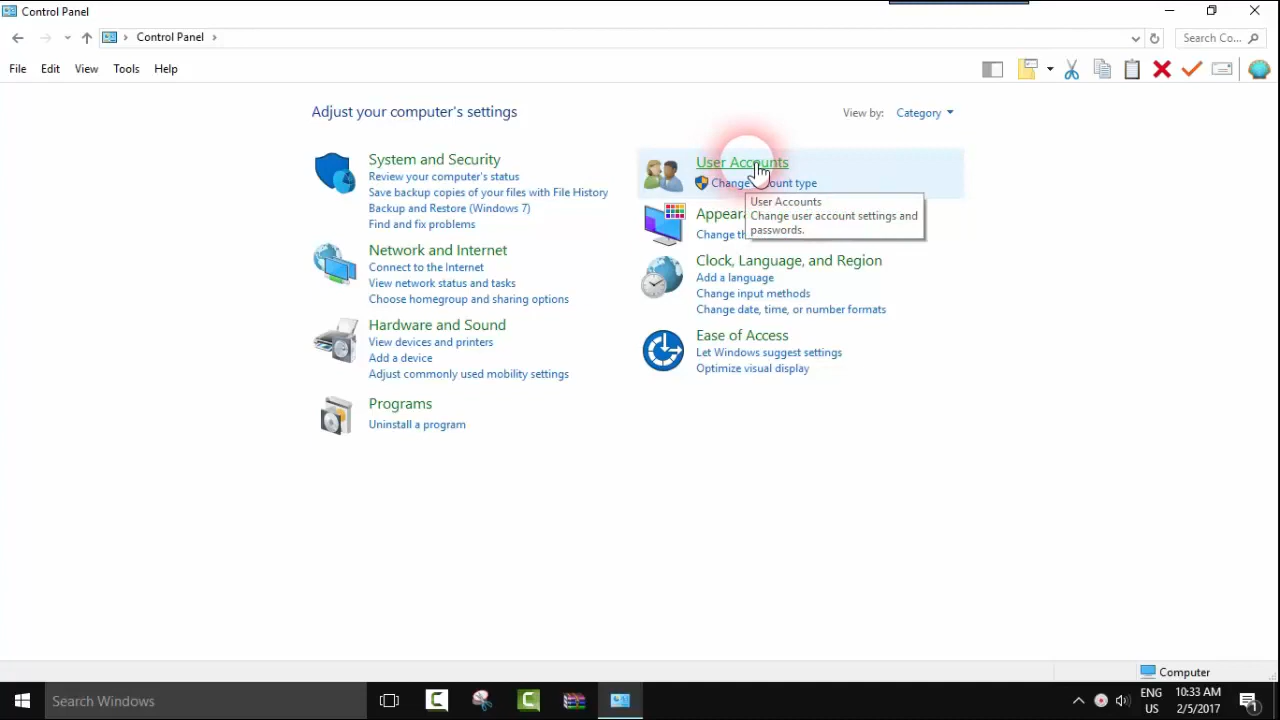 Control Panel
Control Panel
Search Co...
File Edit View Tools Help
Adjust your computer's settings
View by: Category
System and Security
Review your computer's status
Save backup copies of your files with File History
Backup and Restore (Windows 7)
Find and fix problems
Network and Internet
Connect to the Internet
View network status and tasks
Choose homegroup and sharing options
Hardware and Sound
View devices and printers
Add a device
Adjust commonly used mobility settings
Programs
Uninstall a program
User Accounts
Change type
User Accounts
Change user account settings and
passwords.
Clock, Language, and Region
Add a language
Change input methods
Change date, time, or number formats
Ease of Access
Let Windows suggest settings
Optimize visual display
Computer
Search Windows
ENG
US
10:33 AM
2/5/2017
1